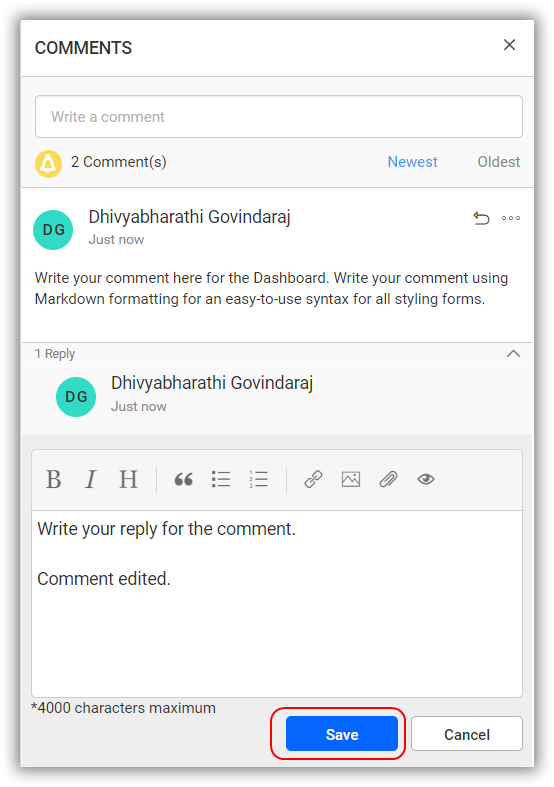 COMMENTS
Write a comment
2 Comment(s) Newest Oldest
DG Dhivyabharathi Govindaraj
Just now
Write your comment here for the Dashboard. Write your comment using
Markdown formatting for an easy-to-use syntax for all styling forms.
1 Reply
DG Dhivyabharathi Govindaraj
Just now
B I H
Write your reply for the comment.
Comment edited.
*4000 characters maximum
Save Cancel